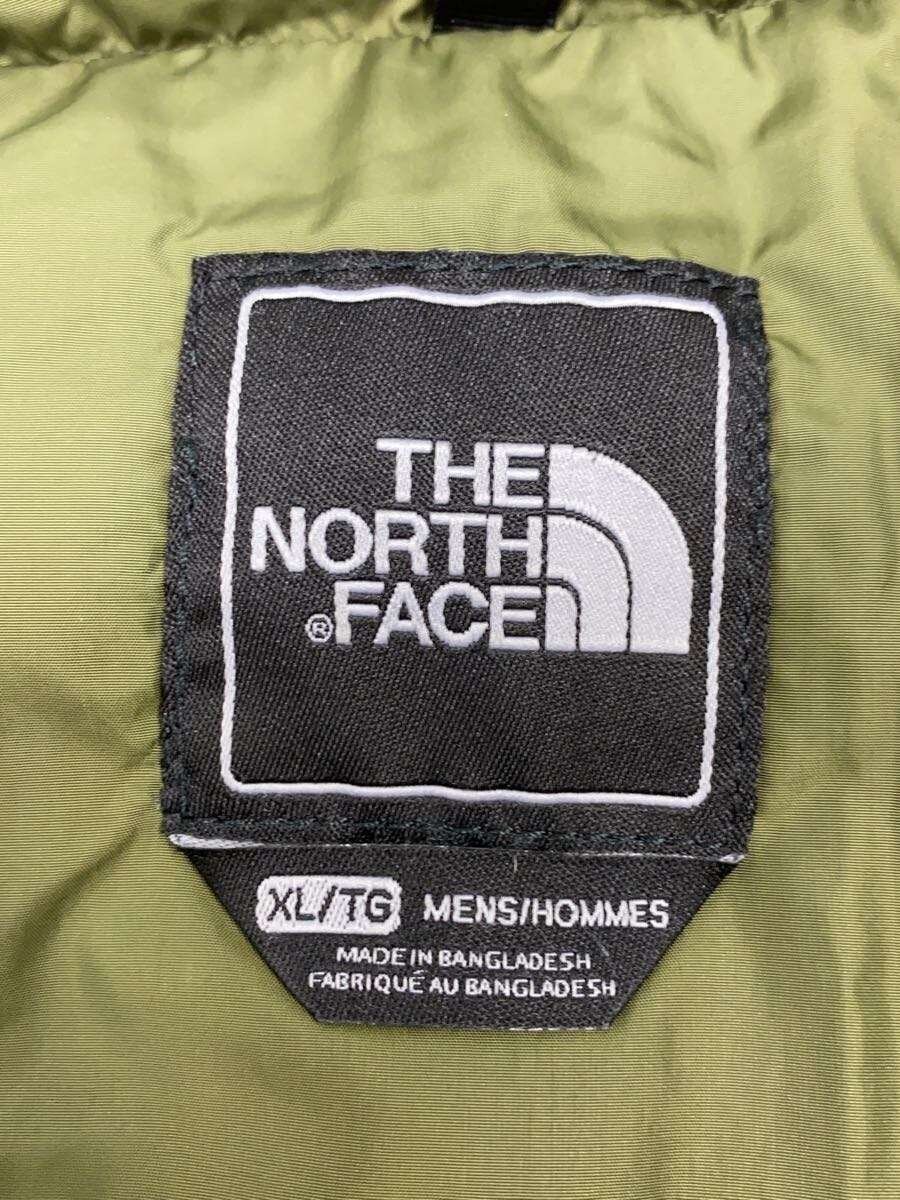 THE
NORTH
®FACE
XL/TG MENS/HOMMES
MADE IN BANGLADESH
FABRIQUÉ AU BANGLADESH